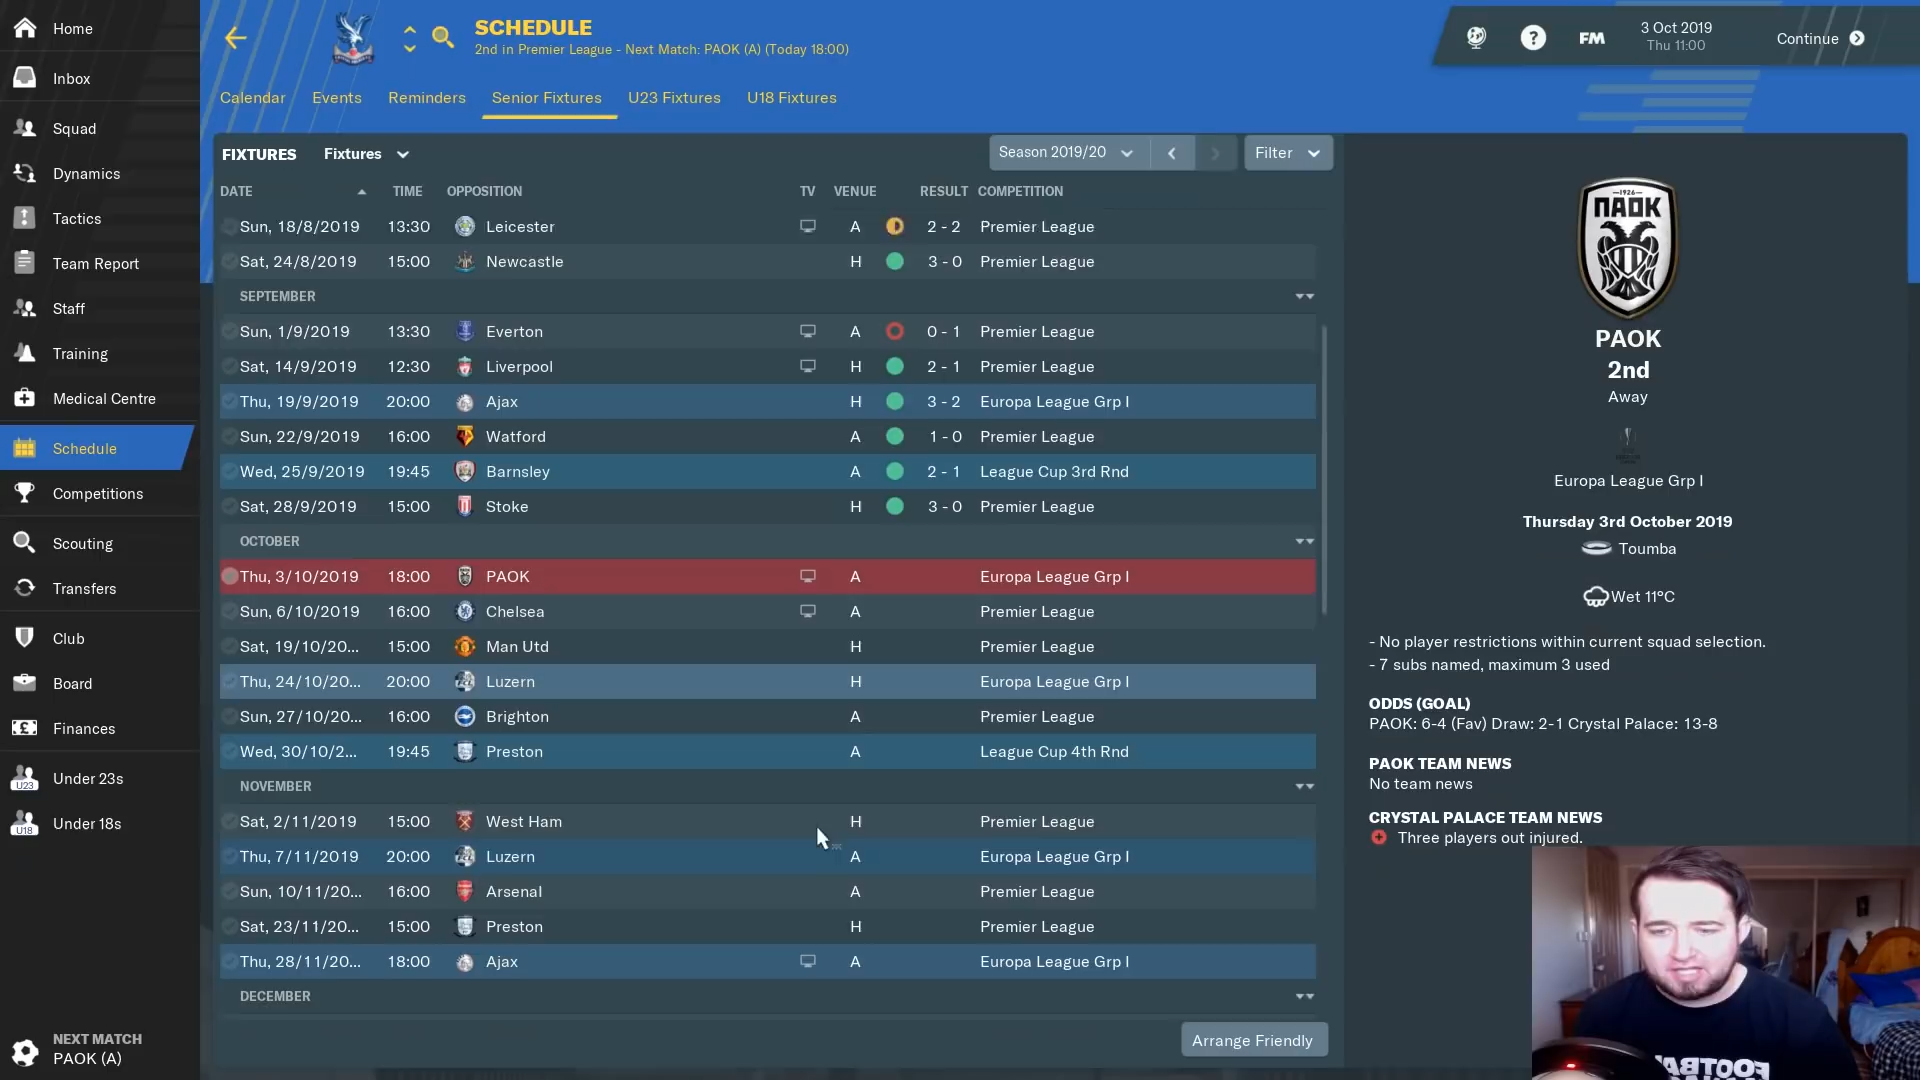 Home
Inbox
Squad
Dynamics
Tactics
Team Report
Staff
Training
Medical Centre
Schedule
Competitions
Scouting
Transfers
Club
Board
Finances
U23
Under 23s
U18
Under 18s
NEXT MATCH
PAOK (A)
SCHEDULE
2nd in Premier League - Next Match: PAOK (A) (Today 18:00)
? FM 3 Oct 2019
Thu 11:00
Continue
Calendar Events Reminders Senior Fixtures U23 Fixtures U18 Fixtures
FIXTURES Fixtures Season 2019/20 Filter
DATE TIME OPPOSITION TV VENUE RESULT COMPETITION
Sun, 18/8/2019 13:30 Leicester A 2 - 2 Premier League
Sat, 24/8/2019 15:00 Newcastle H 3 - 0 Premier League
SEPTEMBER
Sun, 1/9/2019 13:30 Everton A 0 - 1 Premier League
Sat, 14/9/2019 12:30 Liverpool H 2 - 1 Premier League
Thu, 19/9/2019 20:00 Ajax H 3 - 2 Europa League Grp I
Sun, 22/9/2019 16:00 Watford A 1 - 0 Premier League
Wed, 25/9/2019 19:45 Barnsley A 2 - 1 League Cup 3rd Rnd
Sat, 28/9/2019 15:00 Stoke H 3 - 0 Premier League
OCTOBER
Thu, 3/10/2019 18:00 PAOK A Europa League Grp I
Sun, 6/10/2019 16:00 Chelsea A Premier League
Sat, 19/10/20... 15:00 Man Utd H Premier League
Thu, 24/10/20... 20:00 Luzern H Europa League Grp I
Sun, 27/10/20... 16:00 Brighton A Premier League
Wed, 30/10/2... 19:45 Preston A League Cup 4th Rnd
NOVEMBER
Sat, 2/11/2019 15:00 West Ham H Premier League
Thu, 7/11/2019 20:00 Luzern A Europa League Grp I
Sun, 10/11/20... 16:00 Arsenal A Premier League
Sat, 23/11/20... 15:00 Preston H Premier League
Thu, 28/11/20... 18:00 Ajax A Europa League Grp I
DECEMBER
Arrange Friendly
1926
ΠΑΟΚ
PAOK
2nd
Away
Europa League Grp I
Thursday 3rd October 2019
Toumba
Wet 11°C
- No player restrictions within current squad selection.
- 7 subs named, maximum 3 used
ODDS (GOAL)
PAOK: 6-4 (Fav) Draw: 2-1 Crystal Palace: 13-8
PAOK TEAM NEWS
No team news
CRYSTAL PALACE TEAM NEWS
Three players out injured.